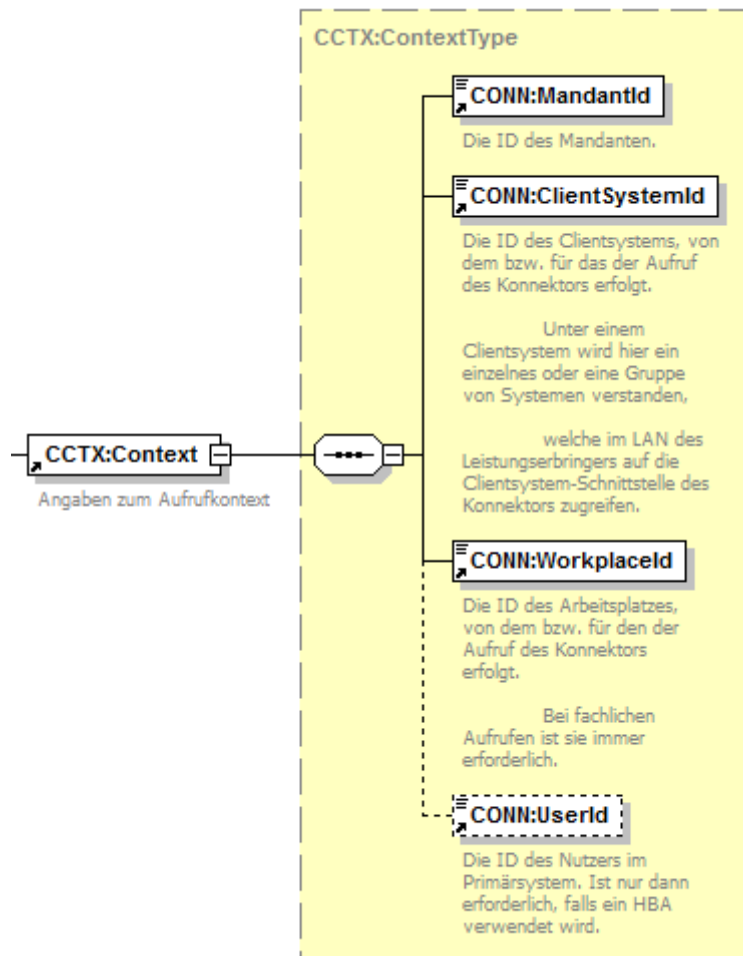 CCTX:ContextType
CONN:MandantId
Die ID des Mandanten.
CONN:ClientSystemId
Die ID des Clientsystems, von
dem bzw. für das der Aufruf
des Konnektors erfolgt.
Unter einem
Clientsystem wird hier ein
einzelnes oder eine Gruppe
von Systemen verstanden,
welche im LAN des
Leistungserbringers auf die
Clientsystem-Schnittstelle des
Konnektors zugreifen.
CCTX:Context
Angaben zum Aufrufkontext
CONN:WorkplaceId
Die ID des Arbeitsplatzes,
von dem bzw. für den der
Aufruf des Konnektors
erfolgt.
Bei fachlichen
Aufrufen ist sie immer
erforderlich.
CONN:UserId
Die ID des Nutzers im
Primärsystem. Ist nur dann
erforderlich, falls ein HBA
verwendet wird.